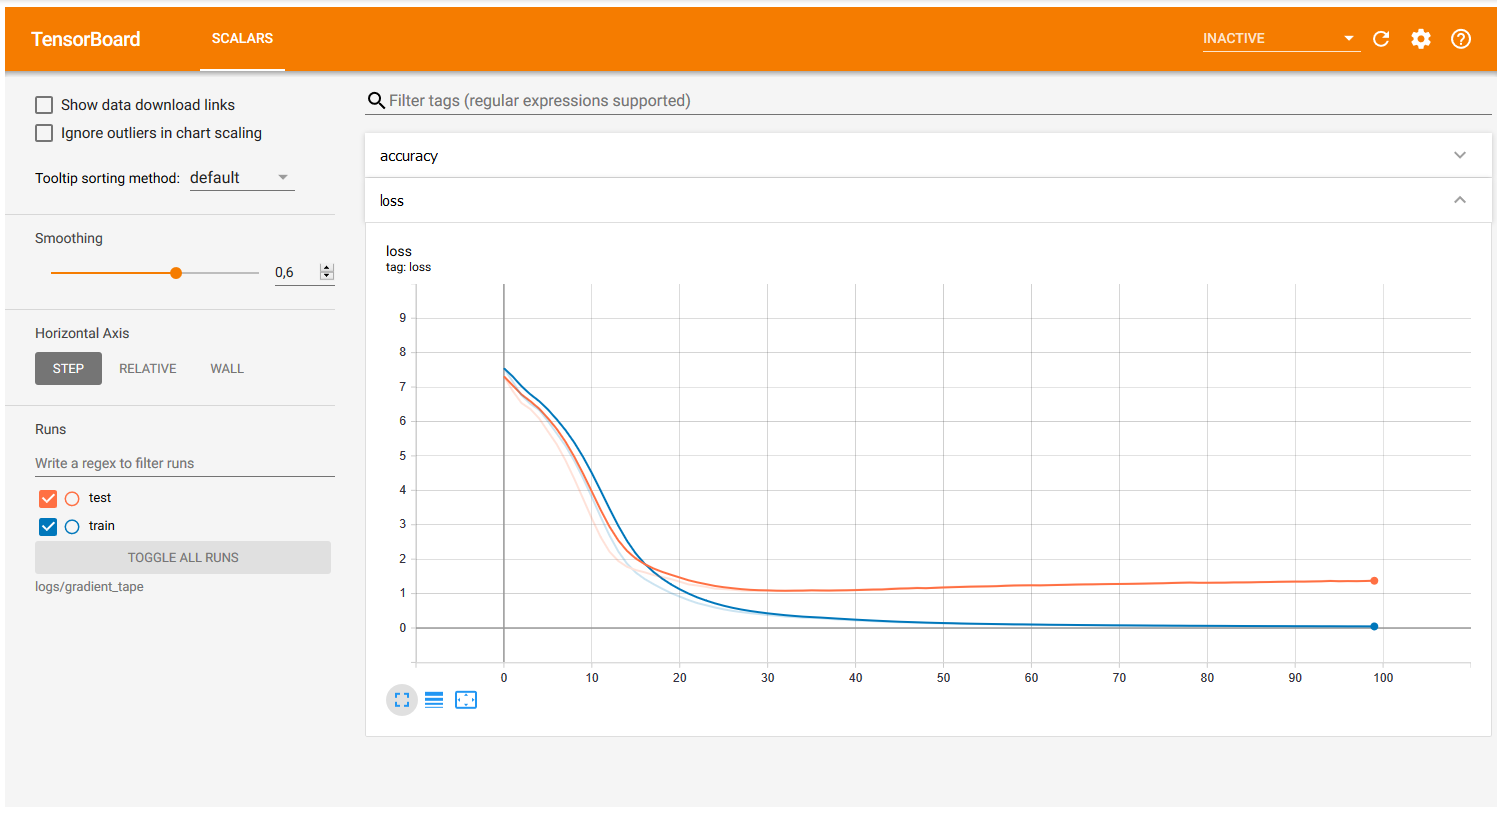 TensorBoard
SCALARS
INACTIVE
Show data download links
Ignore outliers in chart scaling
Tooltip sorting method: default
Smoothing
0,6
Horizontal Axis
STEP RELATIVE WALL
Runs
Write a regex to filter runs
test
train
TOGGLE ALL RUNS
logs/gradient_tape
Filter tags (regular expressions supported)
accuracy
loss
loss
tag: loss
9
8
7
6
5
4
3
2
1
0
0 10 20 30 40 50 60 70 80 90 100